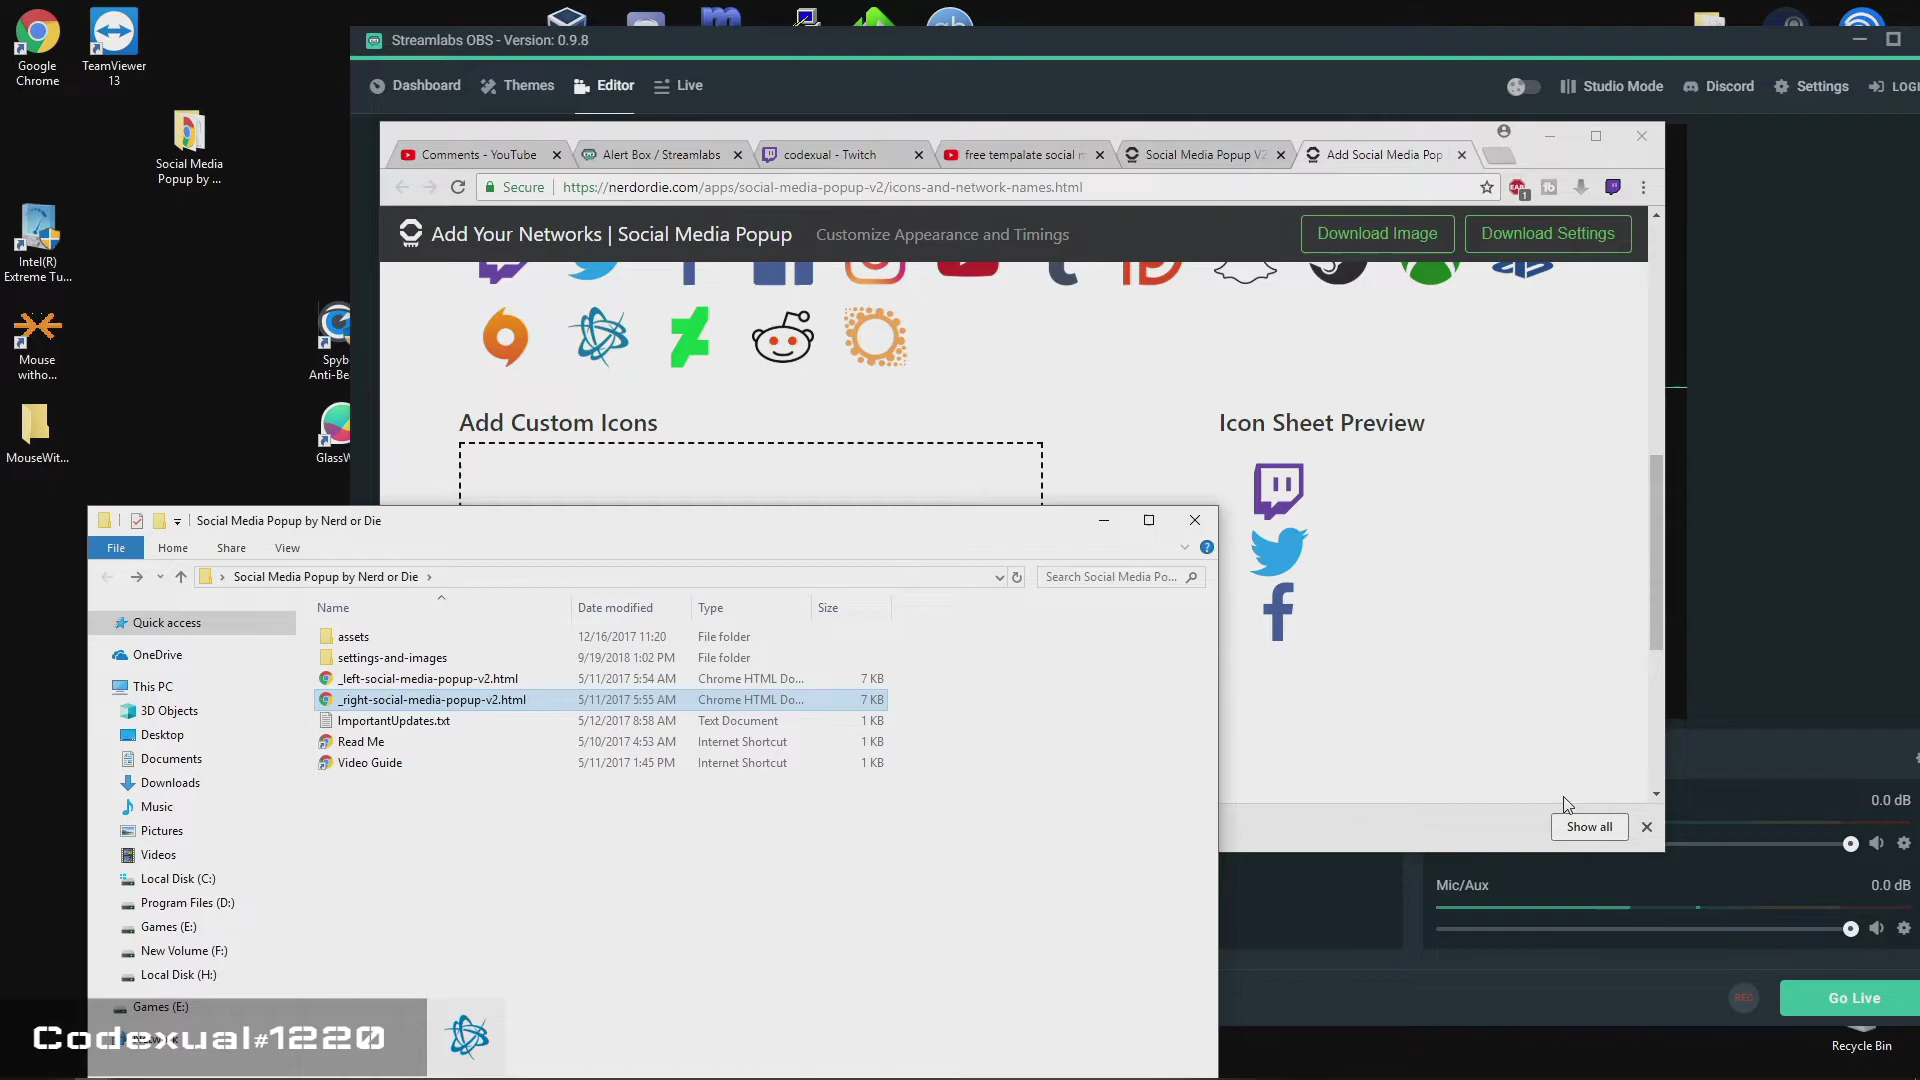 Google
Chrome
TeamViewer
13
Social Media
Popup by ...
Intel(R)
Extreme Tu...
Mouse
witho...
MouseWit...
Spyb
Anti-Be
GlassW
Streamlabs OBS - Version: 0.9.8
Dashboard
Themes
Editor
Live
Studio Mode
Discord
Settings
LOGI
Comments - YouTube
Alert Box / Streamlabs
codexual - Twitch
free tempalate social m
Social Media Popup V2
Add Social Media Pop
Secure
https://nerdordie.com/apps/social-media-popup-v2/icons-and-network-names.html
Add Your Networks | Social Media Popup
Customize Appearance and Timings
Download Image
Download Settings
Add Custom Icons
Icon Sheet Preview
Social Media Popup by Nerd or Die
File
Home
Share
View
Social Media Popup by Nerd or Die
Search Social Media Po...
Name
Date modified
Type
Size
Quick access
OneDrive
This PC
3D Objects
Desktop
Documents
Downloads
Music
Pictures
Videos
Local Disk (C:)
Program Files (D:)
Games (E:)
New Volume (F:)
Local Disk (H:)
Games (E:)
assets 12/16/2017 11:20 File folder
settings-and-images 9/19/2018 1:02 PM File folder
_left-social-media-popup-v2.html 5/11/2017 5:54 AM Chrome HTML Do... 7 KB
_right-social-media-popup-v2.html 5/11/2017 5:55 AM Chrome HTML Do... 7 KB
ImportantUpdates.txt 5/12/2017 8:58 AM Text Document 1 KB
Read Me 5/10/2017 4:53 AM Internet Shortcut 1 KB
Video Guide 5/11/2017 1:45 PM Internet Shortcut 1 KB
Show all
0.0 dB
Mic/Aux
0.0 dB
REC
Go Live
Recycle Bin
Codexual#1220